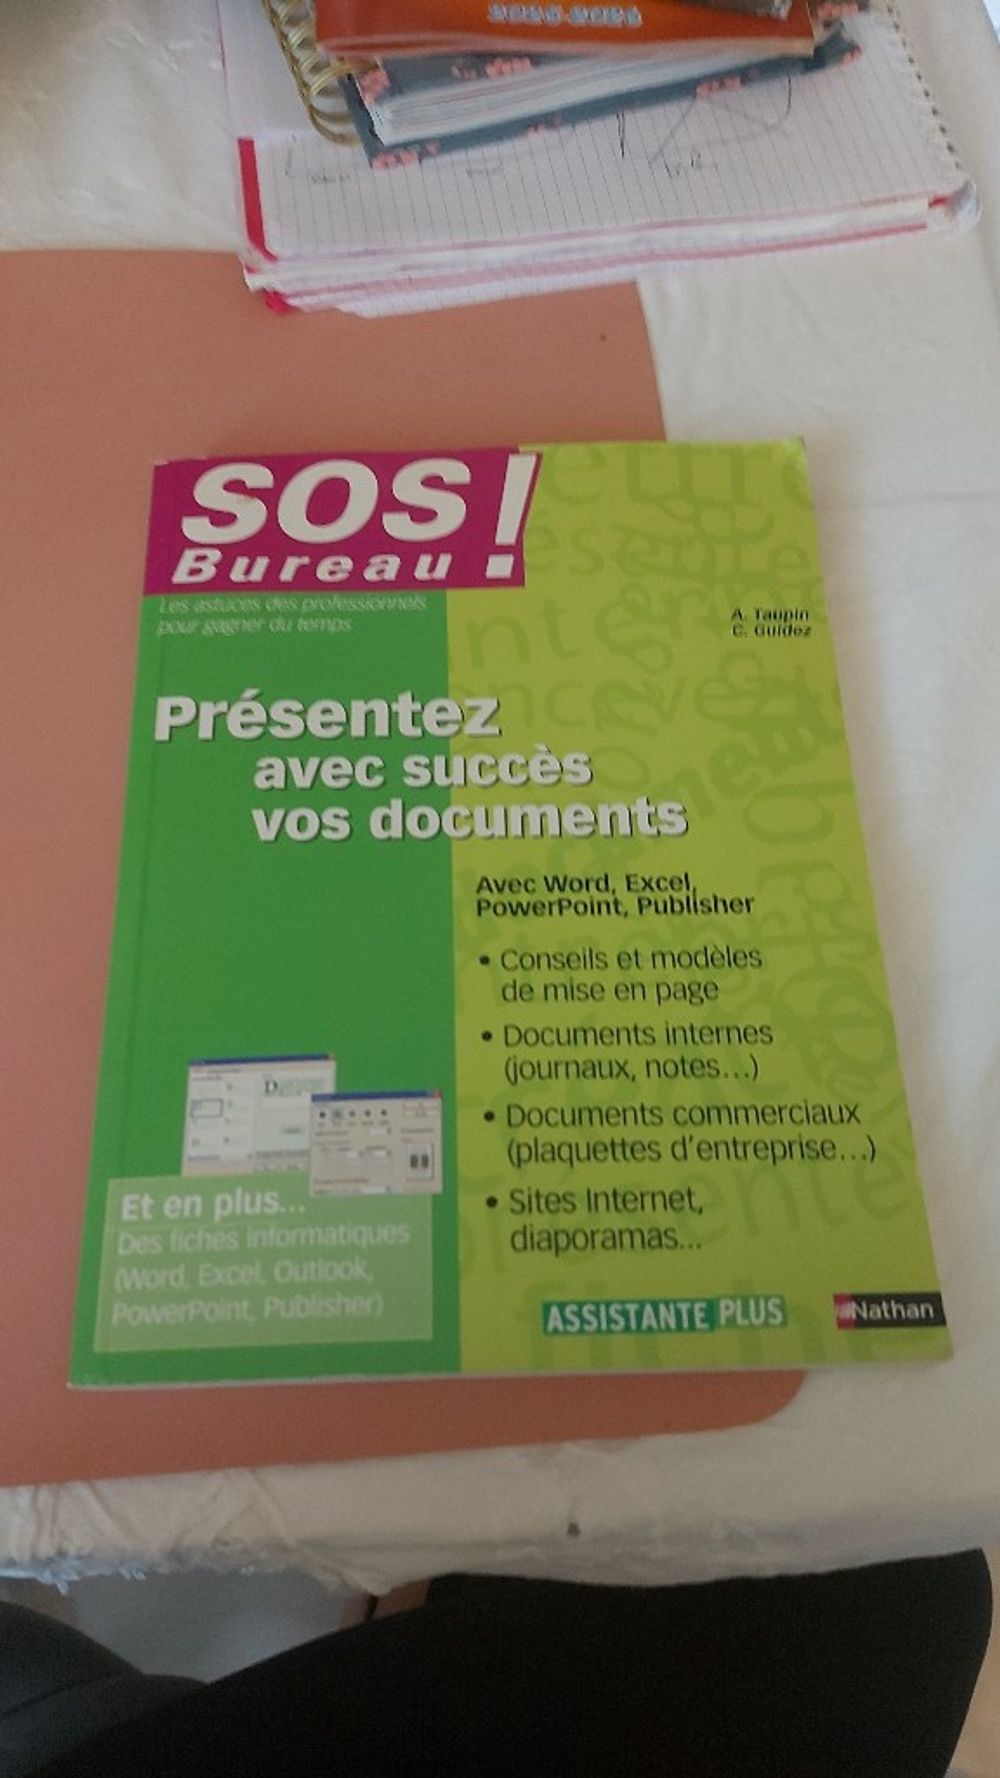 SOS!
Bureau
Les astuces des professionnels
pour gagner du temps
A. Taupin
C. Guidez
Présentez
avec succès
vos documents
Avec Word, Excel,
PowerPoint, Publisher
• Conseils et modèles
de mise en page
• Documents internes
(journaux, notes...)
• Documents commerciaux
(plaquettes d'entreprise...)
• Sites Internet,
diaporamas...
Et en plus...
Des fiches informatiques
(Word, Excel, Outlook,
PowerPoint, Publisher)
ASSISTANTE PLUS
Nathan